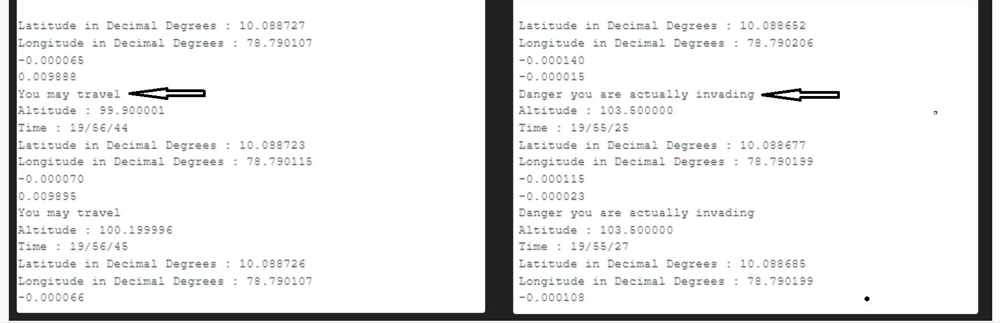 Latitude in Decimal Degrees : 10.088727
Longitude in Decimal Degrees : 78.790107
-0.000065
0.009888
You may travel
Altitude : 99.900001
Time : 19/56/44
Latitude in Decimal Degrees : 10.088723
Longitude in Decimal Degrees : 78.790115
-0.000070
0.009895
You may travel
Altitude : 100.199996
Time : 19/56/45
Latitude in Decimal Degrees : 10.088726
Longitude in Decimal Degrees : 78.790107
-0.000066
Latitude in Decimal Degrees : 10.088652
Longitude in Decimal Degrees : 78.790206
-0.000140
-0.000015
Danger you are actually invading
Altitude : 103.500000
Time : 19/55/25
Latitude in Decimal Degrees : 10.088677
Longitude in Decimal Degrees : 78.790199
-0.000115
-0.000023
Danger you are actually invading
Altitude : 103.500000
Time : 19/55/27
Latitude in Decimal Degrees : 10.088685
Longitude in Decimal Degrees : 78.790199
-0.000108